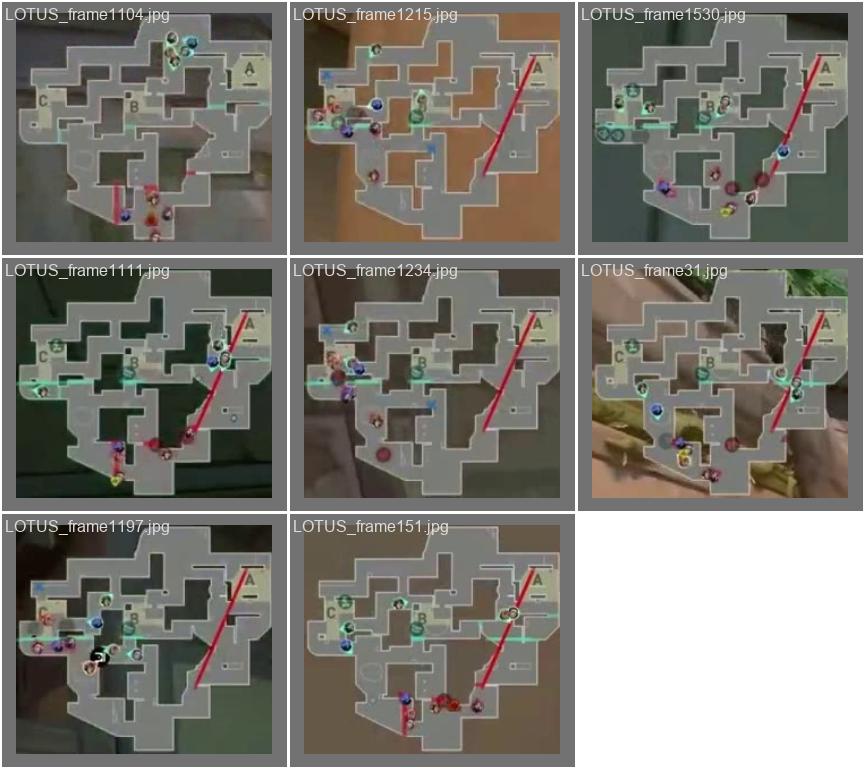 LOTUS_frame1104.jpg
LOTUS_frame1215.jpg
LOTUS_frame1530.jpg
A
C
B
A
C
B
A
C
B
LOTUS_frame1111.jpg
LOTUS_frame1234.jpg
LOTUS_frame31.jpg
A
C
B
A
C
B
A
C
B
LOTUS_frame1197.jpg
LOTUS_frame151.jpg
A
C
B
A
C
B